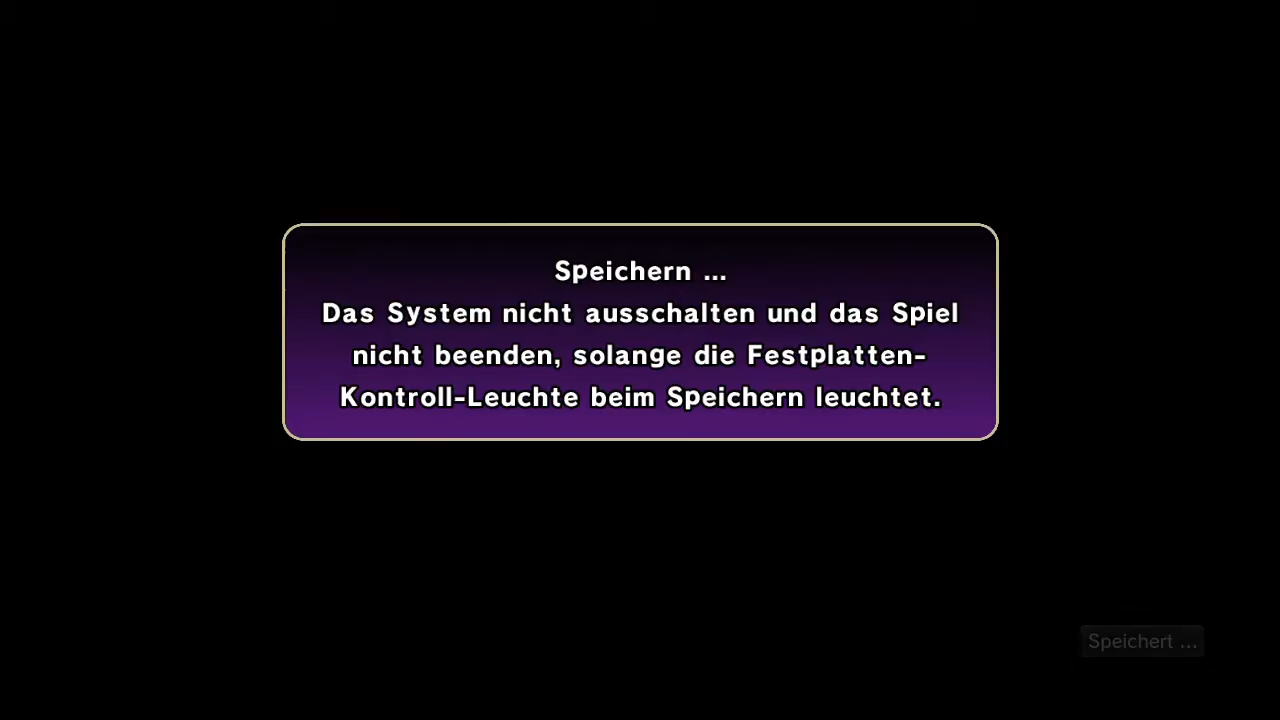 Speichern ...
Das System nicht ausschalten und das Spiel
nicht beenden, solange die Festplatten-
Kontroll-Leuchte beim Speichern leuchtet.
Speichert ...